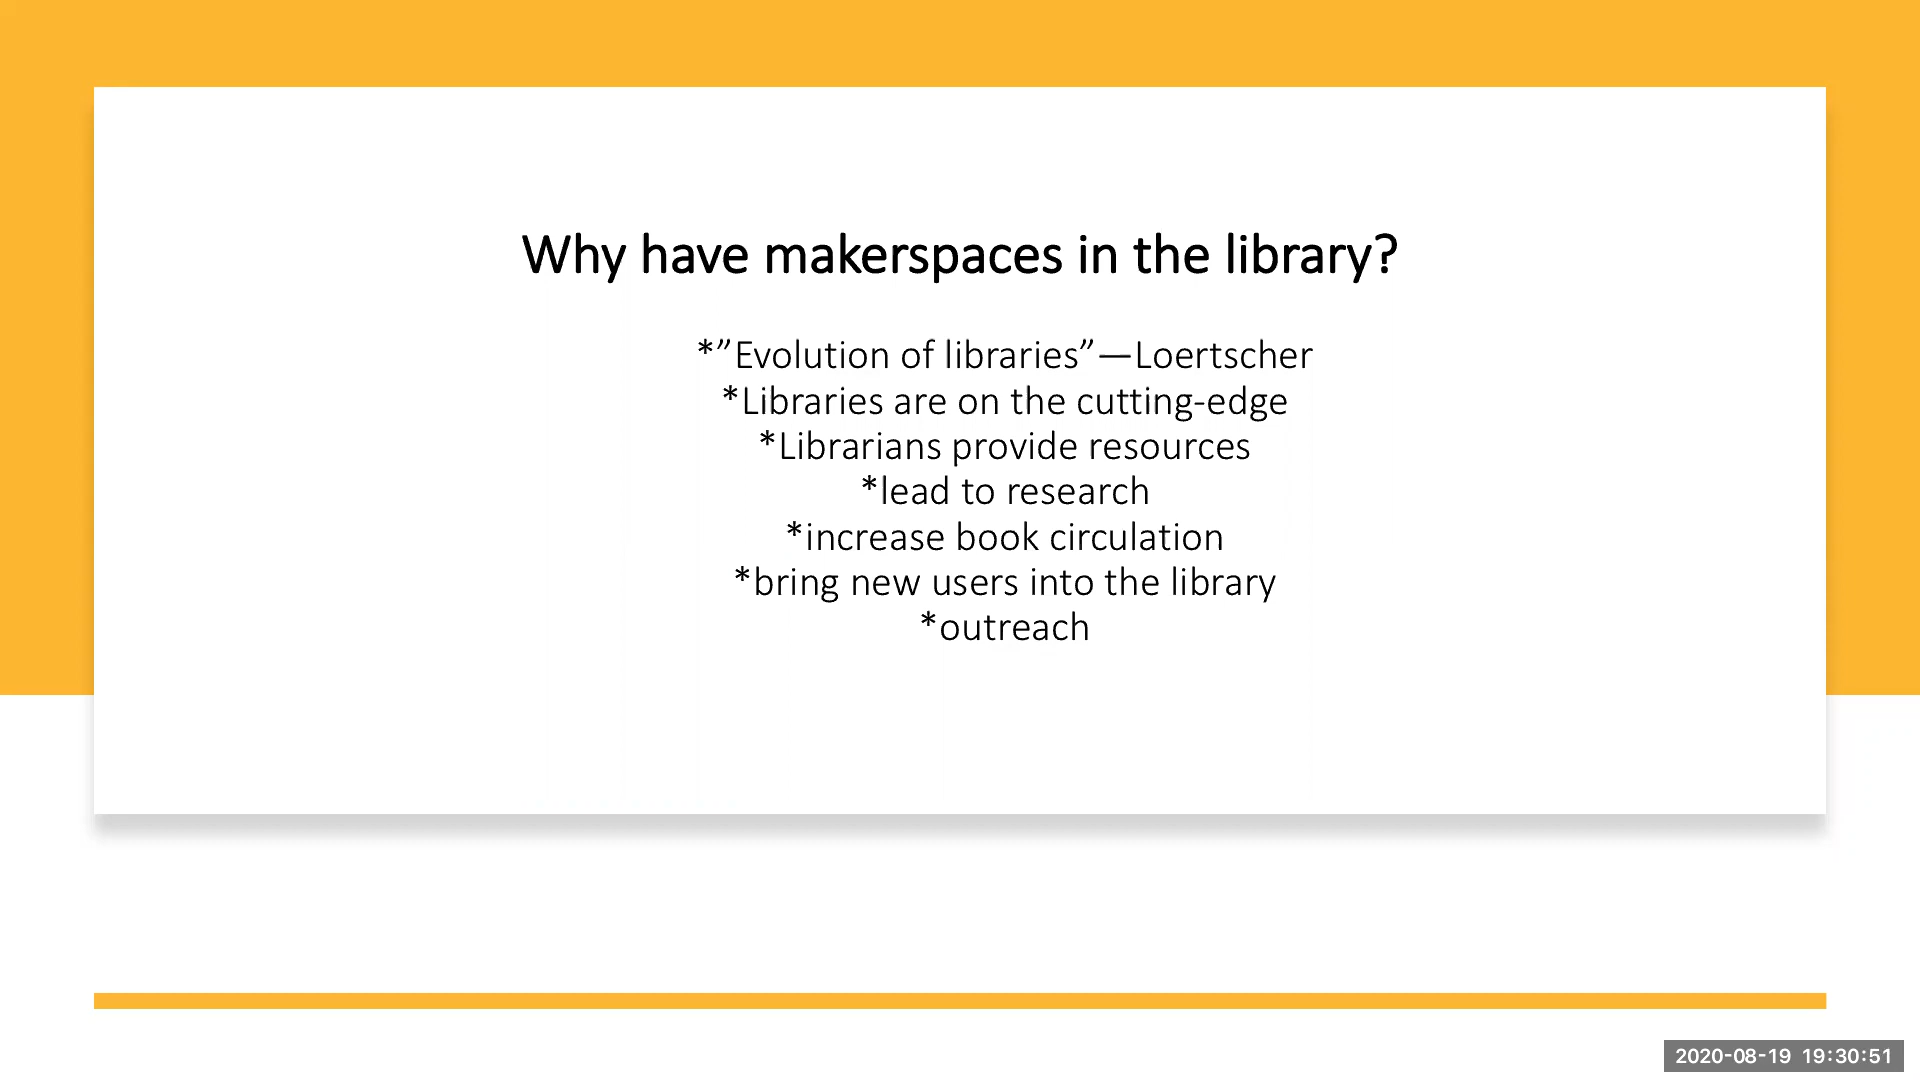 Why have makerspaces in the library?
*”Evolution of libraries”—Loertscher
*Libraries are on the cutting-edge
*Librarians provide resources
*lead to research
*increase book circulation
*bring new users into the library
*outreach
2020-08-19 19:30:51